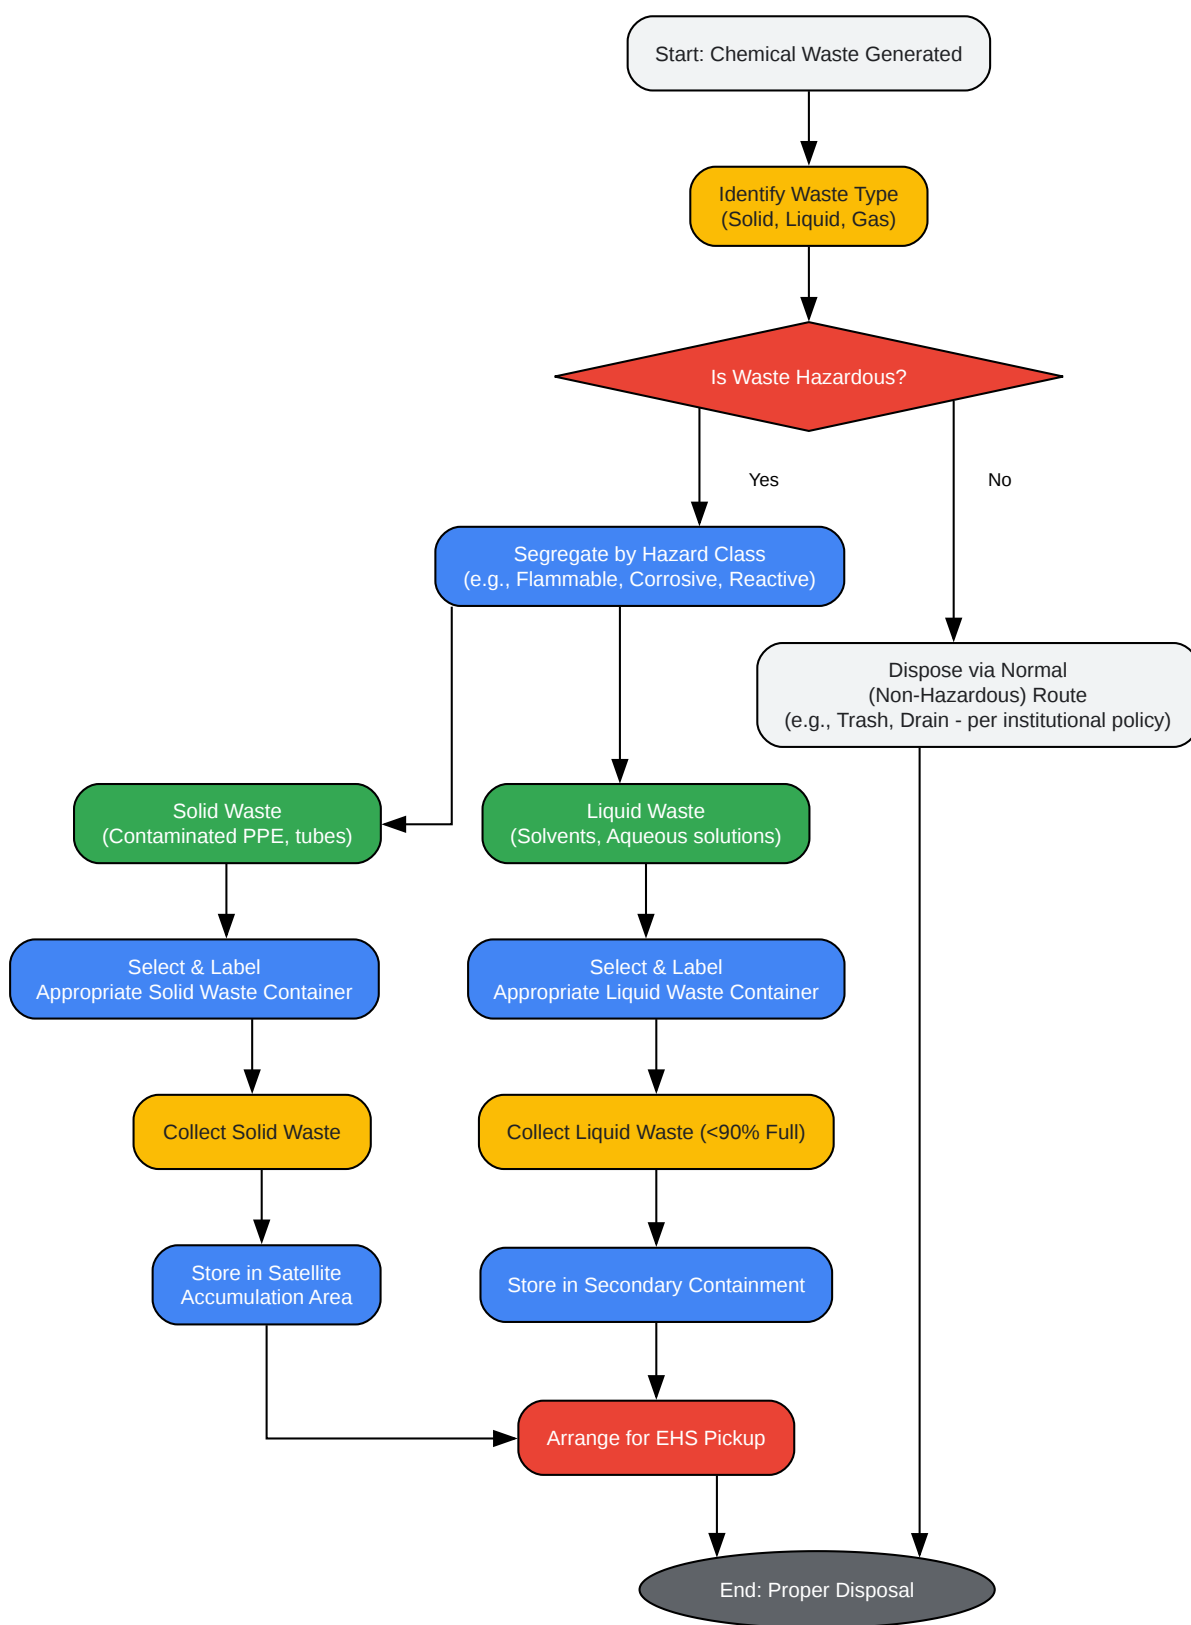 Start: Chemical Waste Generated
Identify Waste Type
(Solid, Liquid, Gas)
Is Waste Hazardous?
Yes
No
Segregate by Hazard Class
(e.g., Flammable, Corrosive, Reactive)
Dispose via Normal
(Non-Hazardous) Route
(e.g., Trash, Drain - per institutional policy)
Solid Waste
(Contaminated PPE, tubes)
Liquid Waste
(Solvents, Aqueous solutions)
Select & Label
Appropriate Solid Waste Container
Select & Label
Appropriate Liquid Waste Container
Collect Solid Waste
Collect Liquid Waste (<90% Full)
Store in Satellite
Accumulation Area
Store in Secondary Containment
Arrange for EHS Pickup
End: Proper Disposal